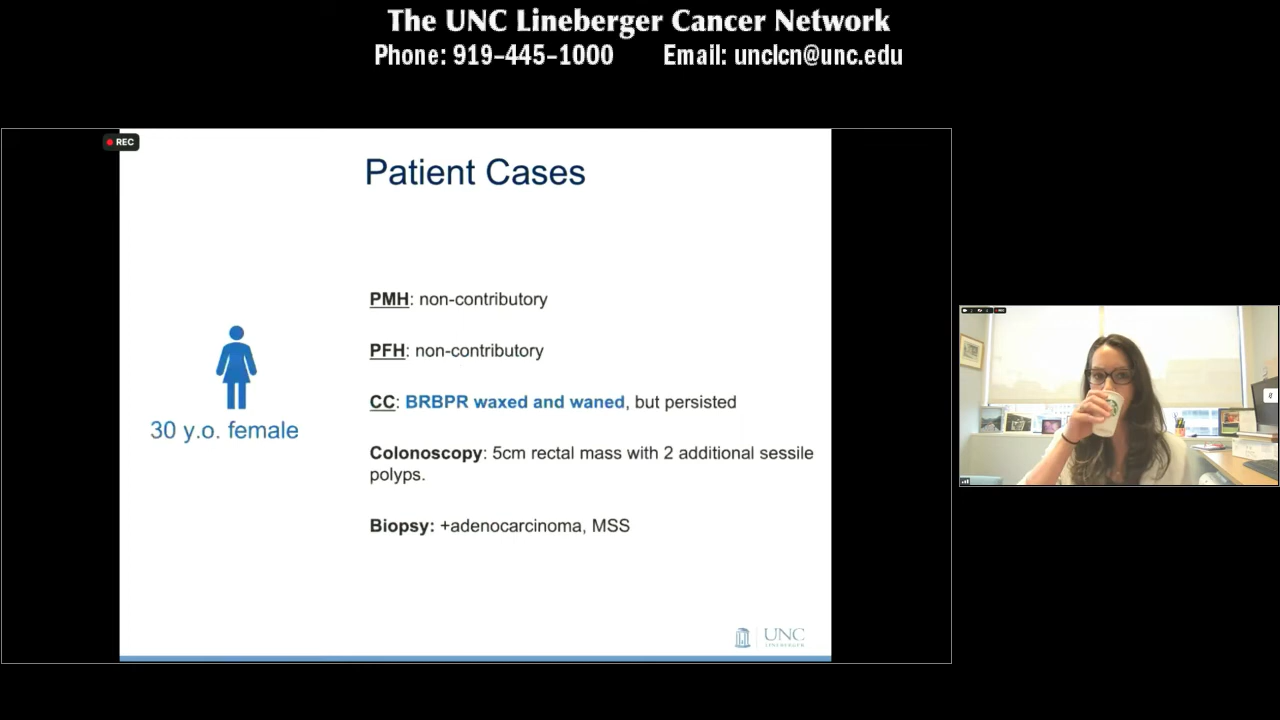 The UNC Lineberger Cancer Network
Phone: 919-445-1000 Email: unclcn@unc.edu
REC
Patient Cases
PMH: non-contributory
PFH: non-contributory
CC: BRBPR waxed and waned, but persisted
30 y.o. female
Colonoscopy: 5cm rectal mass with 2 additional sessile
polyps.
Biopsy: +adenocarcinoma, MSS
UNC
LINEBERGER